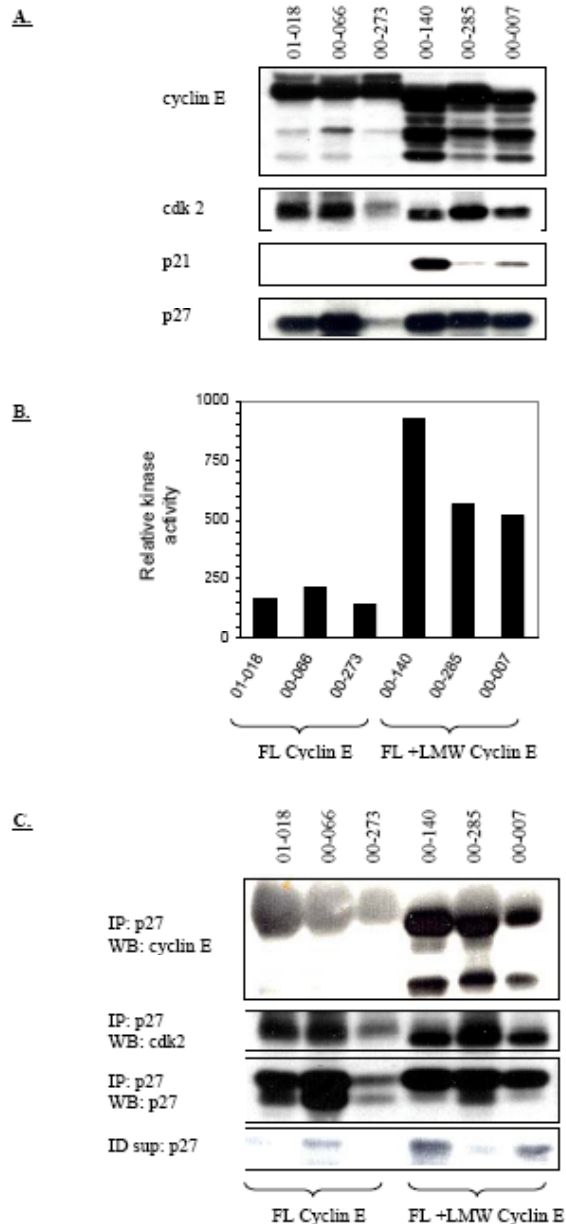 A.
01-018 00-066 00-273 00-140 00-285 00-007
cyclin E
cdk 2
p21
p27
B.
Relative kinase
activity
1000
750
500
250
0
01-018 00-066 00-273 00-140 00-285 00-007
FL Cyclin E FL +LMW Cyclin E
C.
01-018 00-066 00-273 00-140 00-285 00-007
IP: p27
WB: cyclin E
IP: p27
WB: cdk2
IP: p27
WB: p27
ID sup: p27
FL Cyclin E FL +LMW Cyclin E